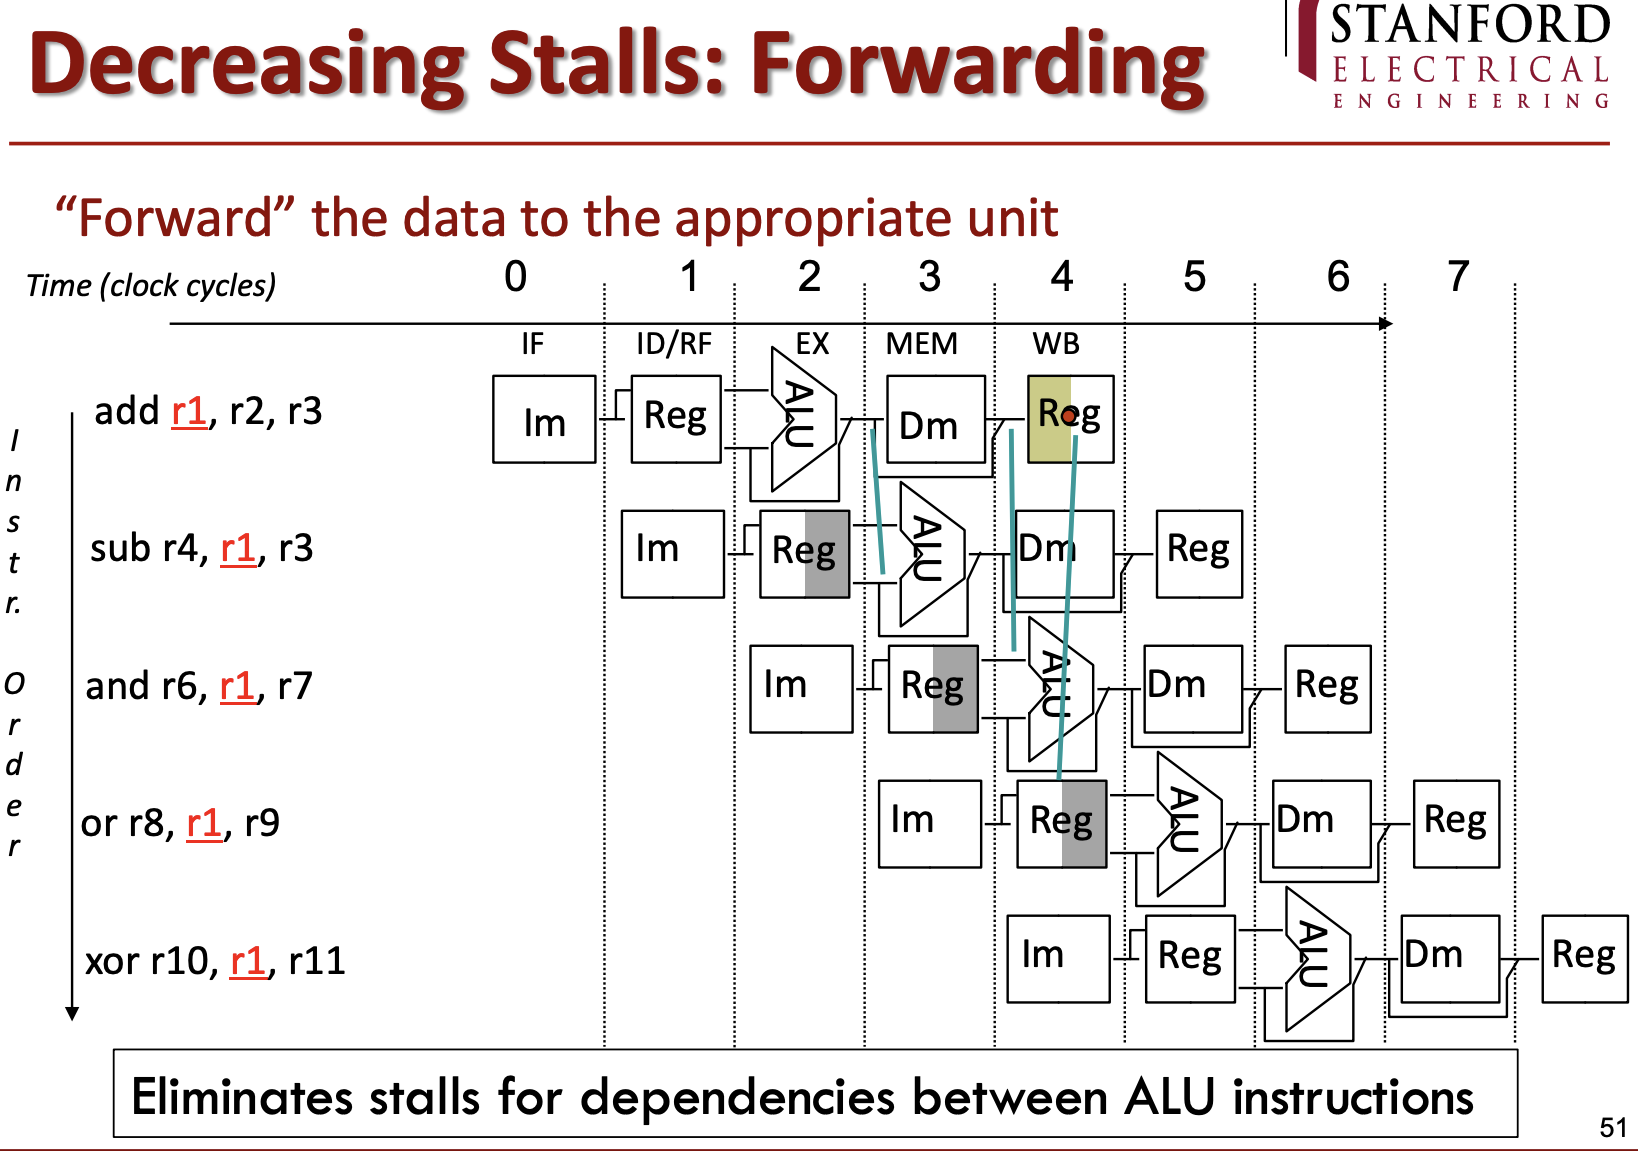 Decreasing Stalls: Forwarding
STANFORD
ELECTRICAL
ENGINEERING
“Forward” the data to the appropriate unit
Time (clock cycles)
0 1 2 3 4 5 6 7
IF ID/RF EX MEM WB
Instr. Order
add r1, r2, r3
Im Reg ALU Dm Reg
sub r4, r1, r3
Im Reg ALU Dm Reg
and r6, r1, r7
Im Reg ALU Dm Reg
or r8, r1, r9
Im Reg ALU Dm Reg
xor r10, r1, r11
Im Reg ALU Dm Reg
Eliminates stalls for dependencies between ALU instructions
51